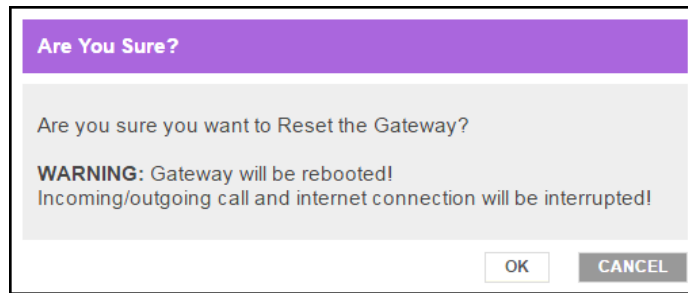 Are You Sure?
Are you sure you want to Reset the Gateway?
WARNING: Gateway will be rebooted!
Incoming/outgoing call and internet connection will be interrupted!
OK
CANCEL